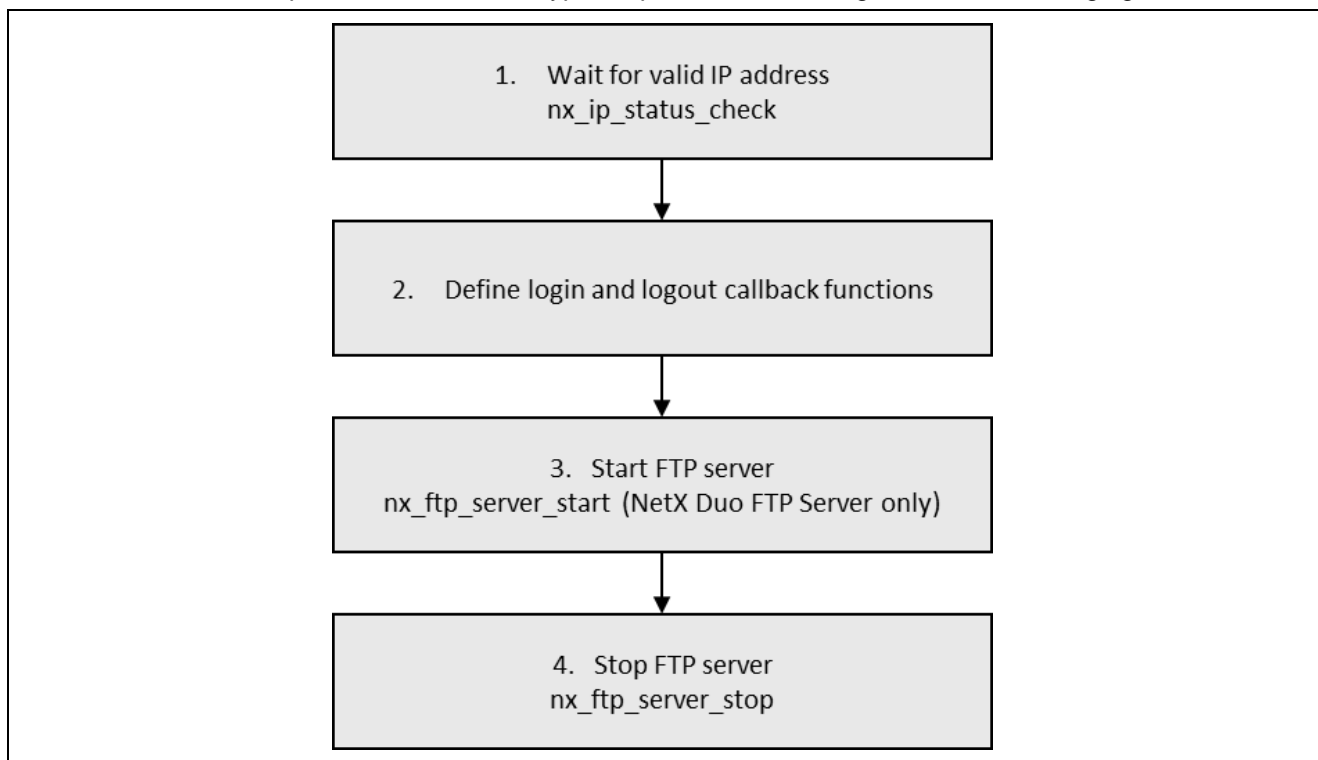 1. Wait for valid IP address
nx_ip_status_check
2. Define login and logout callback functions
3. Start FTP server
nx_ftp_server_start (NetX Duo FTP Server only)
4. Stop FTP server
nx_ftp_server_stop